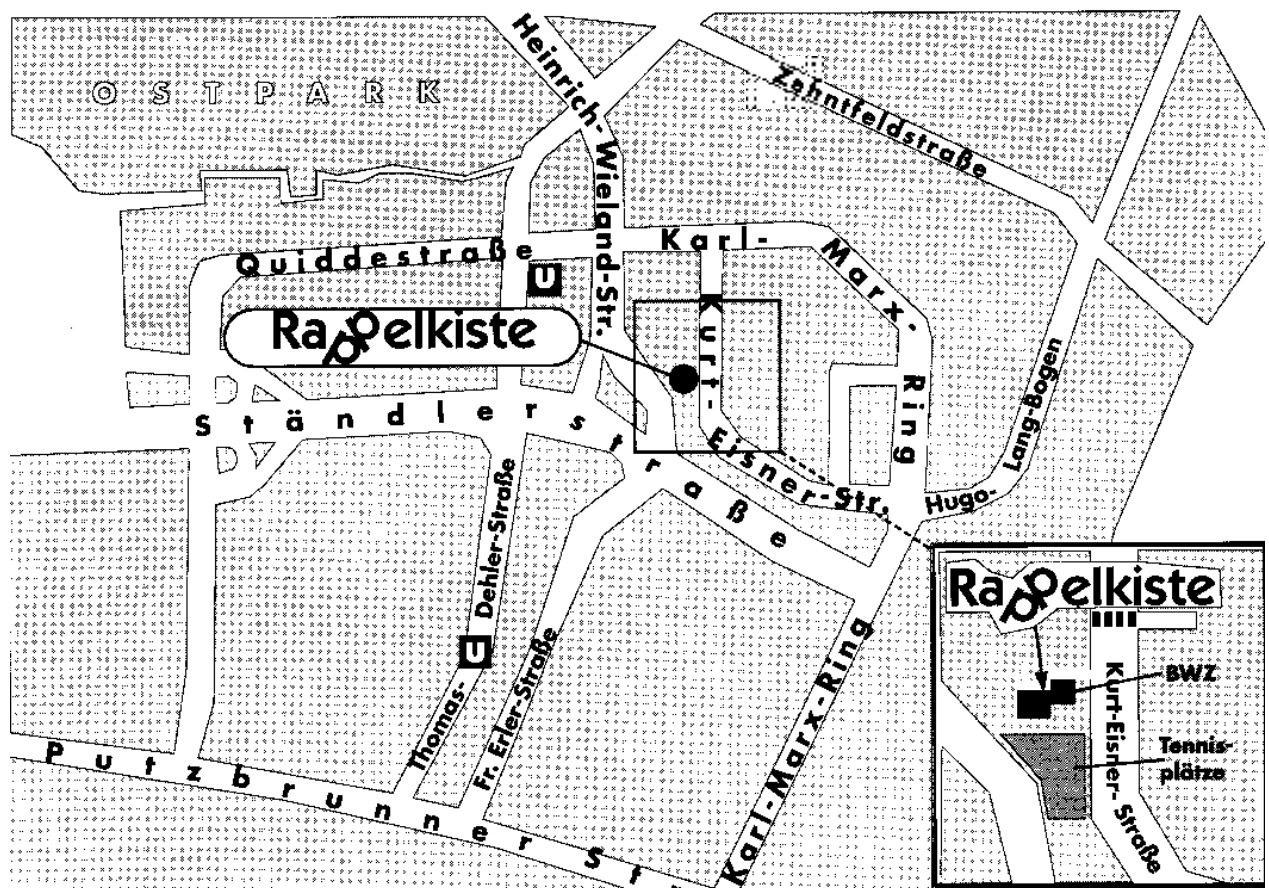 OSTPARK
Heinrich-Wieland-Str.
Zehntfeldstraße
Quiddestraße
U
Karl-Marx-Ring
Rappelkiste
Kurt-Eisner-Str.
Ständlerstraße
Hugo-Lang-Bogen
Thomas-Dehler-Straße
U
Fr. Erler-Straße
Karl-Marx-Ring
Putzbrunner Str.
Rappelkiste
BWZ
Kurt-Eisner-Straße
Tennis-
plätze